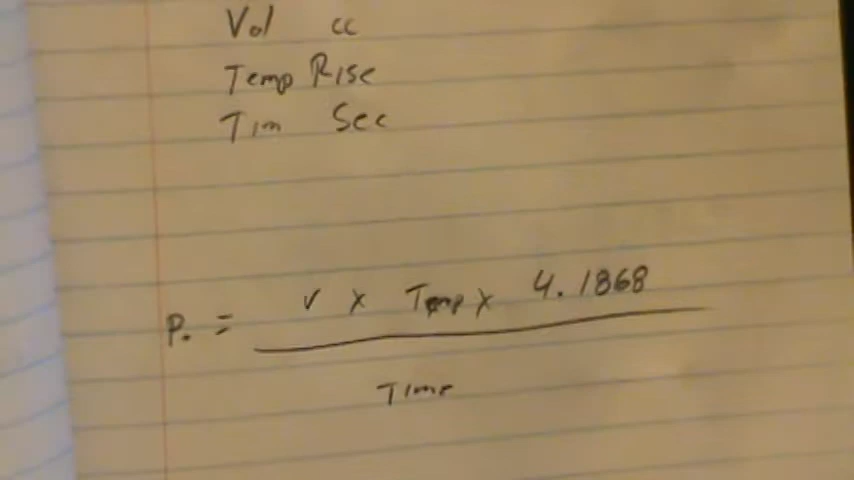 Vol cc
Temp Rise
Tim Sec
P. = V x Temp x 4.1868
Time